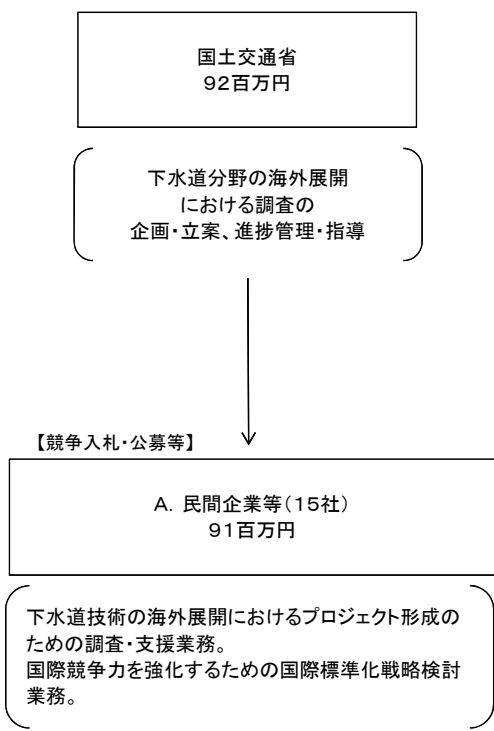 国土交通省
92百万円
下水道分野の海外展開
における調査の
企画・立案、進捗管理・指導
【競争入札・公募等】
A. 民間企業等(15社)
91百万円
下水道技術の海外展開におけるプロジェクト形成の
ための調査・支援業務。
国際競争力を強化するための国際標準化戦略検討
業務。